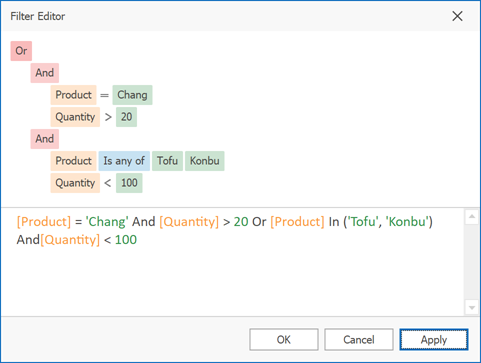 Filter Editor
Or
And
Product = Chang
Quantity > 20
And
Product Is any of Tofu Konbu
Quantity < 100
[Product] = 'Chang' And [Quantity] > 20 Or [Product] In ('Tofu', 'Konbu')
And[Quantity] < 100
OK Cancel Apply